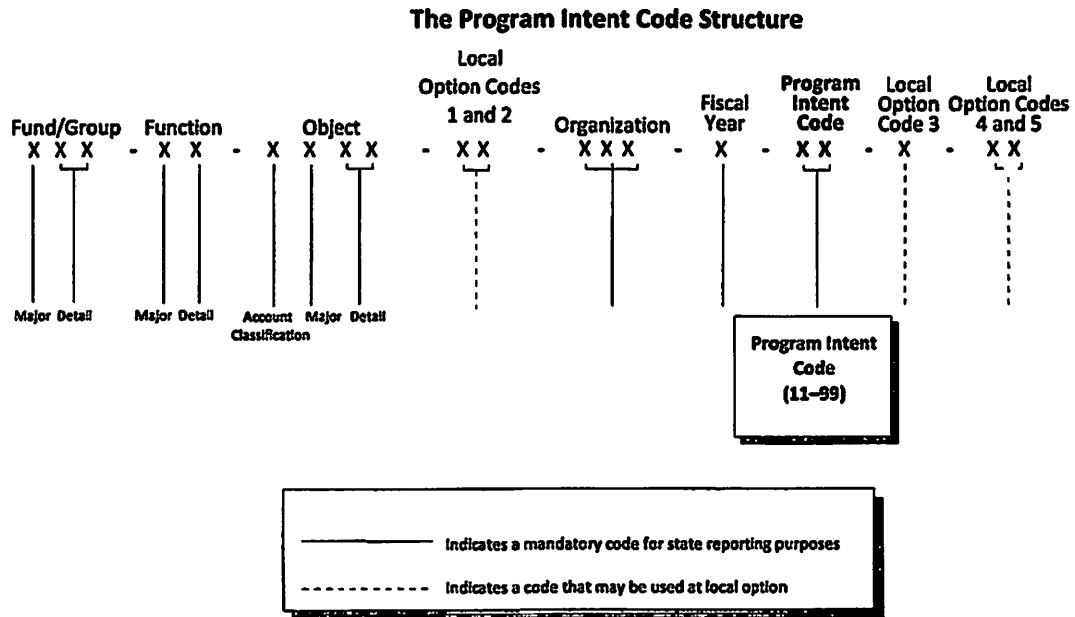 The Program Intent Code Structure
Local
Option Codes
1 and 2
Program
Intent
Code
Local
Option
Code 3
Local
Option Codes
4 and 5
Fund/Group Function Object Organization Fiscal
Year
X X X - X X - X X X X - X X - X X X - X - X X - X - X X
Major Detail Major Detail Account
Classification Major Detail
Program Intent
Code
(11–99)
Indicates a mandatory code for state reporting purposes
Indicates a code that may be used at local option